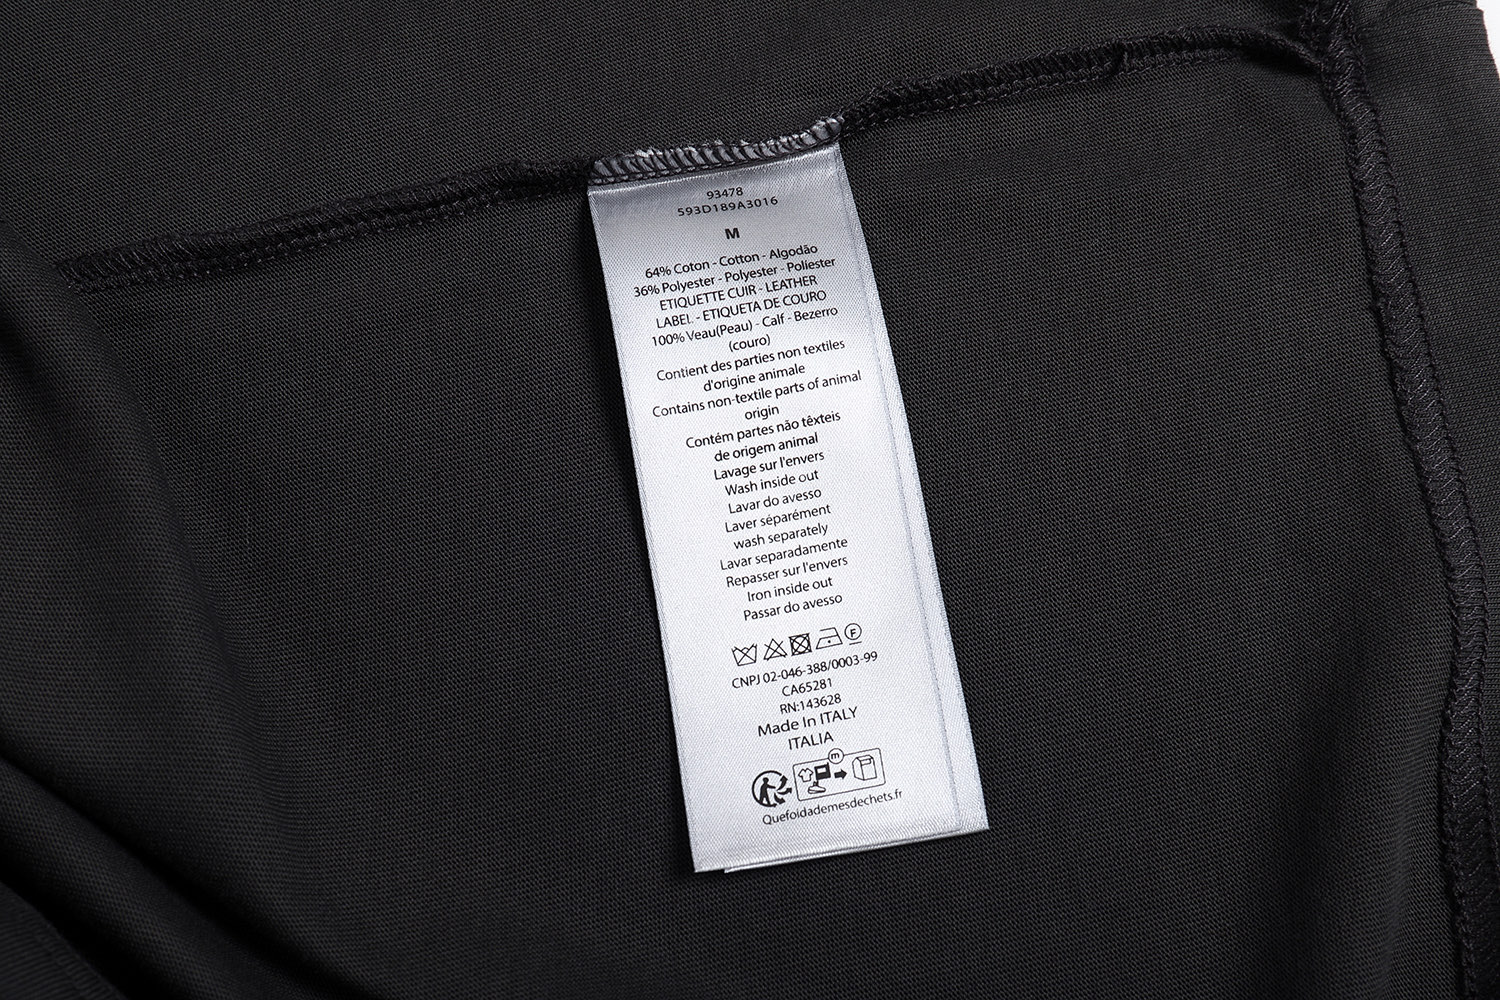 93478
593D189A3016
M
64% Coton - Cotton - Algodão
36% Polyester - Polyester - Poliester
ETIQUETTE CUIR - LEATHER
LABEL - ETIQUETA DE COURO
100% Veau(Peau) - Calf - Bezerro
(couro)
Contient des parties non textiles
d'origine animale
Contains non-textile parts of animal
origin
Contém partes não têxteis
de origem animal
Lavage sur l'envers
Wash inside out
Lavar do avesso
Laver séparément
wash separately
Lavar separadamente
Repasser sur l'envers
Iron inside out
Passar do avesso
F
CNPJ 02-046-388/0003-99
CA65281
RN:143628
Made In ITALY
ITALIA
m
Quefoidademesdechets.fr